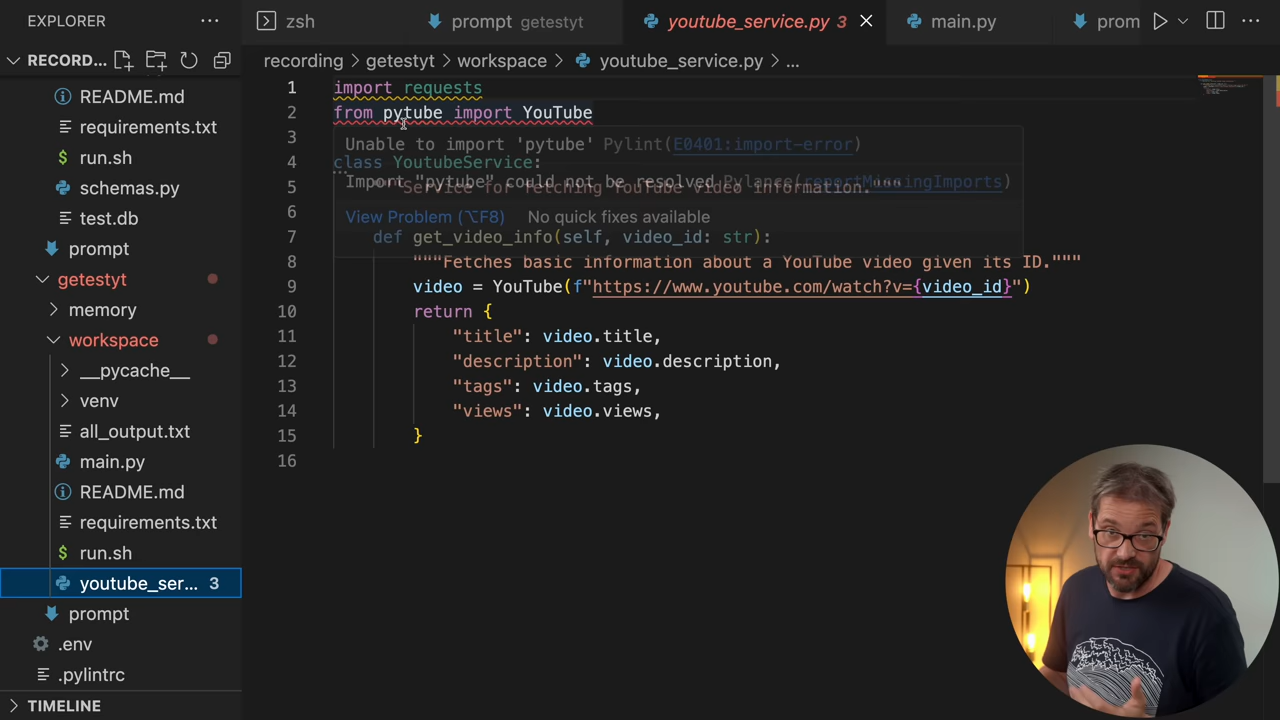 EXPLORER
RECORD...
README.md
requirements.txt
run.sh
schemas.py
test.db
prompt
getestyt
memory
workspace
__pycache__
venv
all_output.txt
main.py
README.md
requirements.txt
run.sh
youtube_ser... 3
prompt
.env
.pylintrc
TIMELINE
zsh
prompt getestyt
youtube_service.py 3
main.py
prom
recording > getestyt > workspace > youtube_service.py > ...
1 import requests
2 from pytube import YouTube
3
Unable to import 'pytube' Pylint(E0401:import-error)
4 class YoutubeService:
Import "pytube" could not be resolved Pylance(reportMissingImports)
5 """Service for fetching YouTube video information."""
6
View Problem (⌥F8) No quick fixes available
7 def get_video_info(self, video_id: str):
8 """Fetches basic information about a YouTube video given its ID."""
9 video = YouTube(f"https://www.youtube.com/watch?v={video_id}")
10 return {
11 "title": video.title,
12 "description": video.description,
13 "tags": video.tags,
14 "views": video.views,
15 }
16